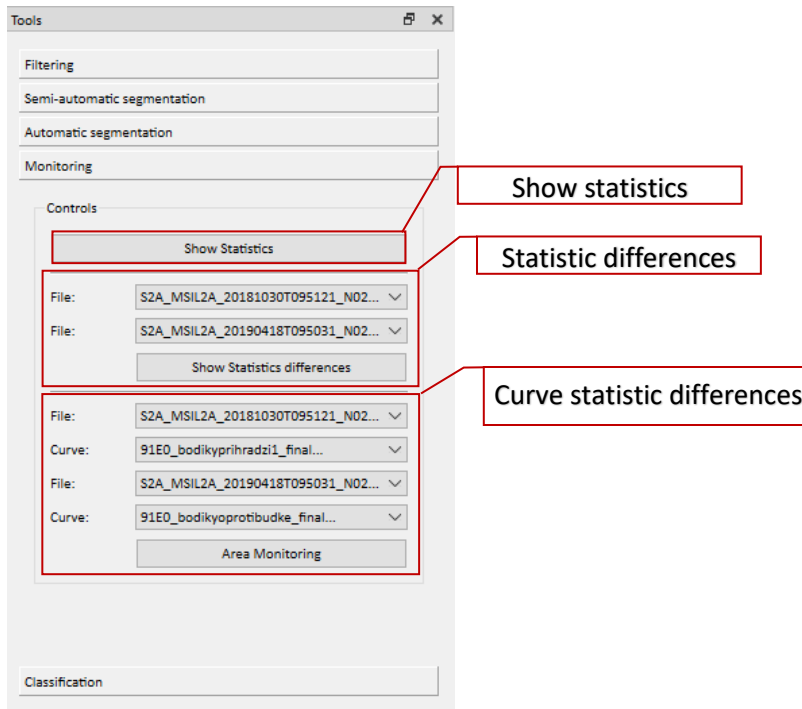 Tools
Filtering
Semi-automatic segmentation
Automatic segmentation
Monitoring
Show statistics
Controls
Show Statistics
Statistic differences
File: S2A_MSIL2A_20181030T095121_N02...
File: S2A_MSIL2A_20190418T095031_N02...
Show Statistics differences
Curve statistic differences
File: S2A_MSIL2A_20181030T095121_N02...
Curve: 91E0_bodikyprihradzi1_final...
File: S2A_MSIL2A_20190418T095031_N02...
Curve: 91E0_bodikyoprotibudke_final...
Area Monitoring
Classification